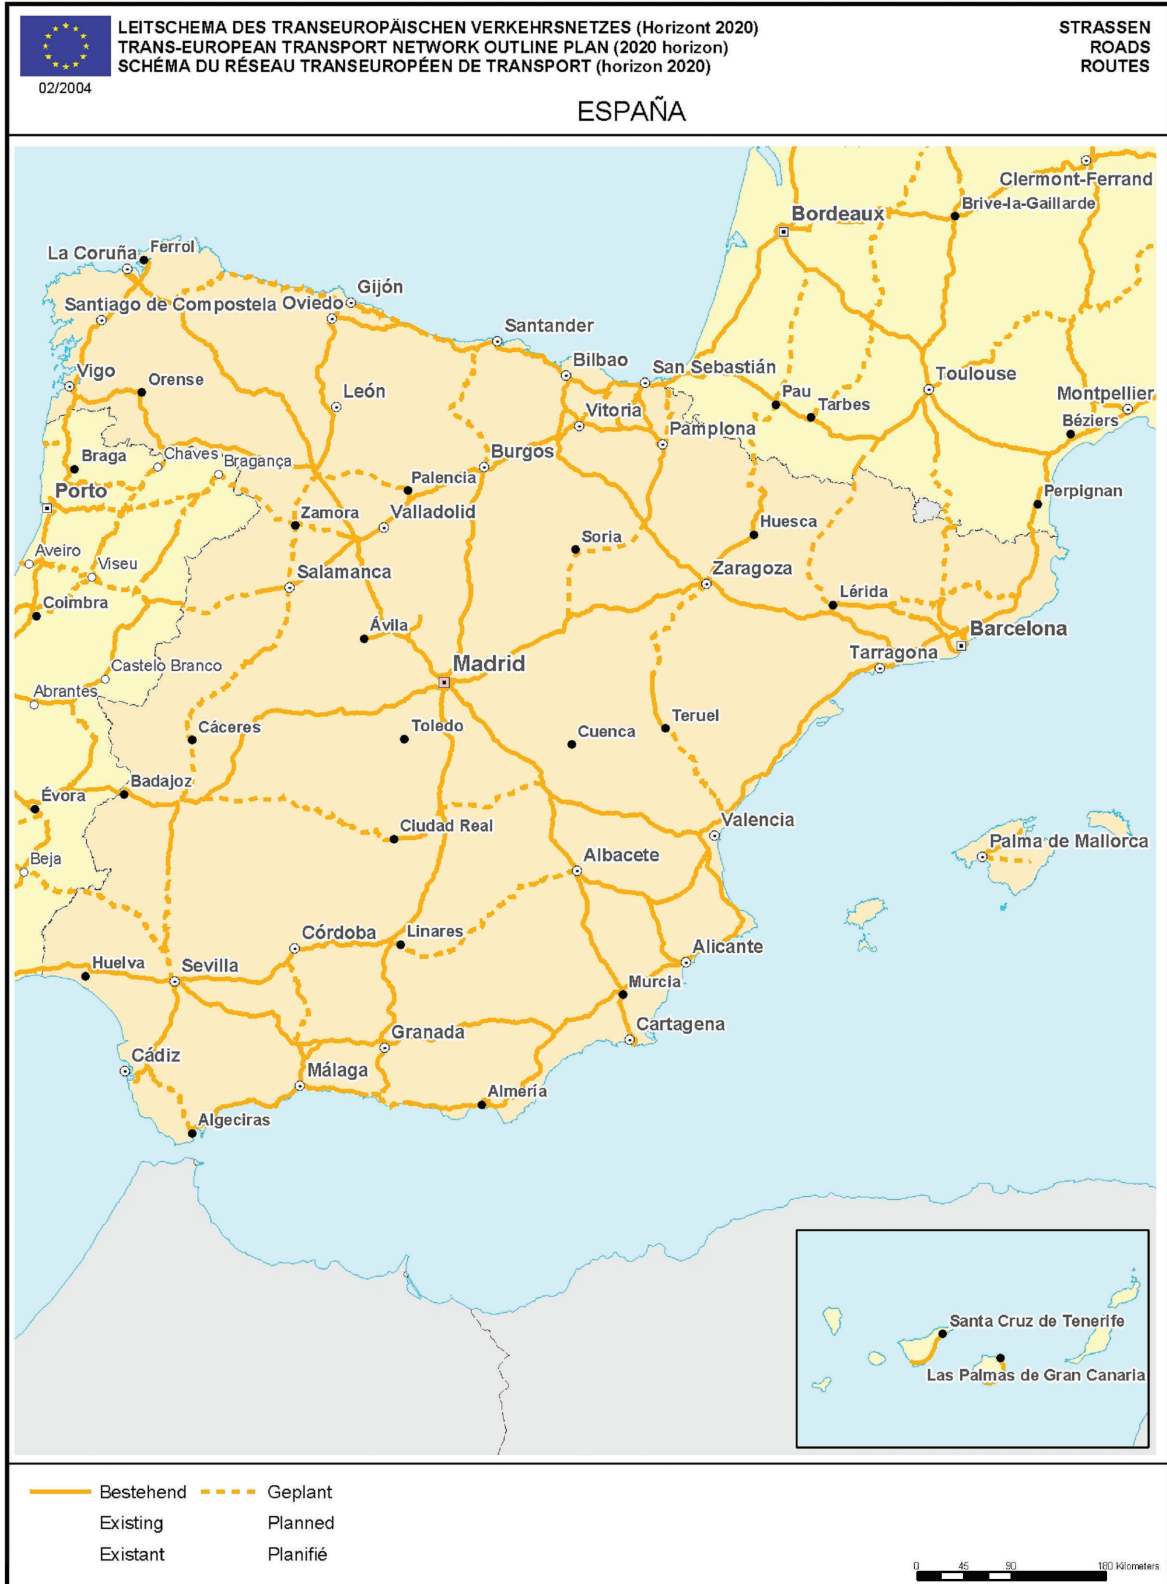 LEITSCHEMA DES TRANSEUROPÄISCHEN VERKEHRSNETZES (Horizont 2020)
TRANS-EUROPEAN TRANSPORT NETWORK OUTLINE PLAN (2020 horizon)
SCHÉMA DU RÉSEAU TRANSEUROPÉEN DE TRANSPORT (horizon 2020)
STRASSEN
ROADS
ROUTES
02/2004
ESPAÑA
Clermont-Ferrand
Brive-la-Gaillarde
Bordeaux
La Coruña
Ferrol
Gijón
Santiago de Compostela
Oviedo
Santander
Bilbao
San Sebastián
Vigo
Orense
León
Vitoria
Pau
Tarbes
Toulouse
Montpellier
Béziers
Pamplona
Braga
Chaves
Bragança
Burgos
Palencia
Porto
Perpignan
Zamora
Valladolid
Huesca
Soria
Aveiro
Viseu
Salamanca
Zaragoza
Lérida
Coimbra
Ávila
Barcelona
Castelo Branco
Madrid
Tarragona
Abrantes
Cáceres
Toledo
Cuenca
Teruel
Évora
Badajoz
Ciudad Real
Valencia
Palma de Mallorca
Beja
Albacete
Córdoba
Linares
Alicante
Huelva
Sevilla
Murcia
Granada
Cartagena
Cádiz
Málaga
Almería
Algeciras
Santa Cruz de Tenerife
Las Palmas de Gran Canaria
Bestehend Geplant
Existing Planned
Existant Planifié
0 45 90 180 Kilometers